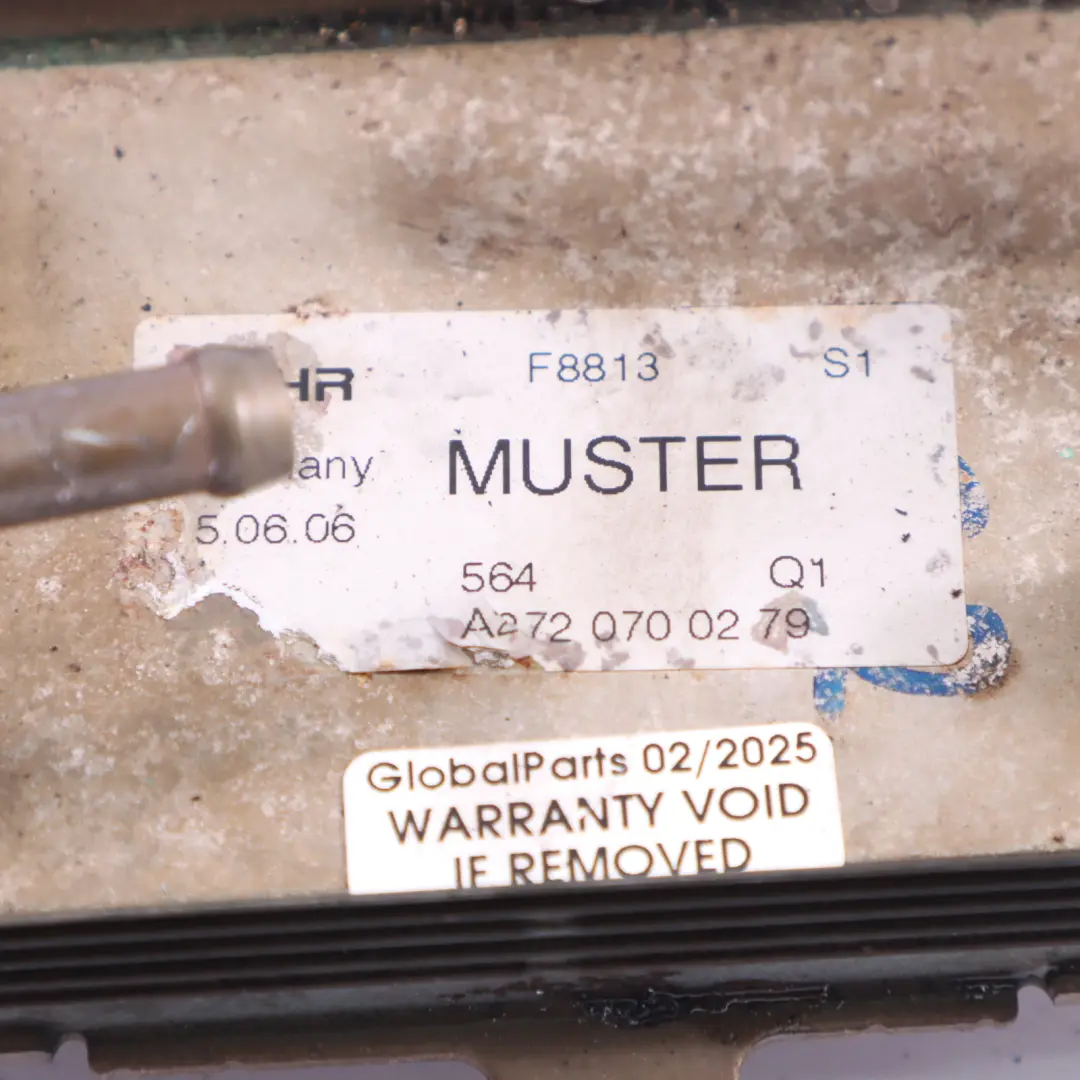 HR F8813 S1
any MUSTER
5.06.06
564 Q1
A272 070 02 79
GlobalParts 02/2025
WARRANTY VOID
IF REMOVED